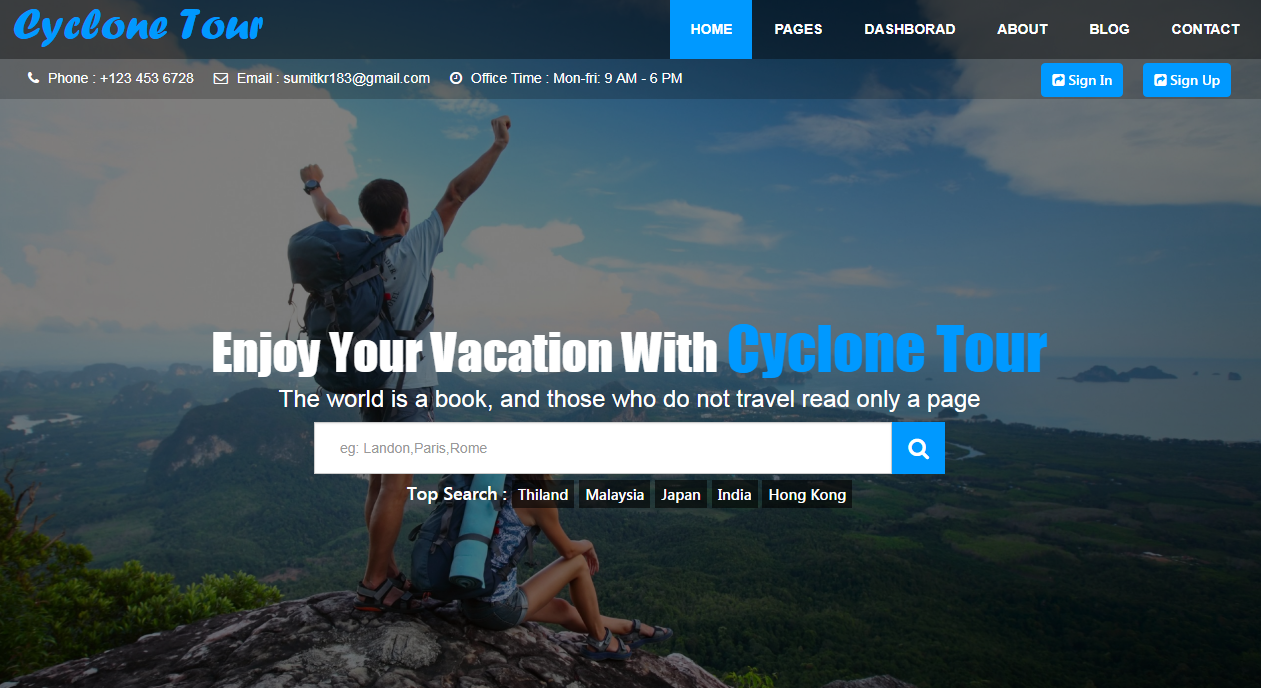 Cyclone Tour
HOME PAGES DASHBORAD ABOUT BLOG CONTACT
Phone : +123 453 6728 Email : sumitkr183@gmail.com Office Time : Mon-fri: 9 AM - 6 PM
Sign In Sign Up
Enjoy Your Vacation With Cyclone Tour
The world is a book, and those who do not travel read only a page
eg: Landon,Paris,Rome
Top Search : Thiland Malaysia Japan India Hong Kong